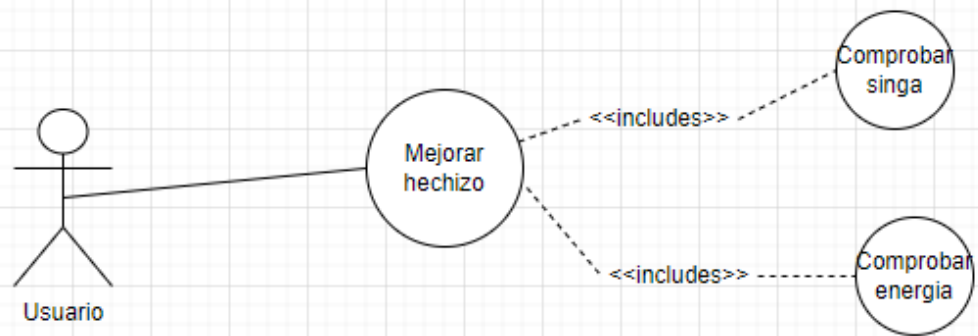 Comprobar
singa
<<includes>>
Mejorar
hechizo
<<includes>>
Comprobar
energia
Usuario